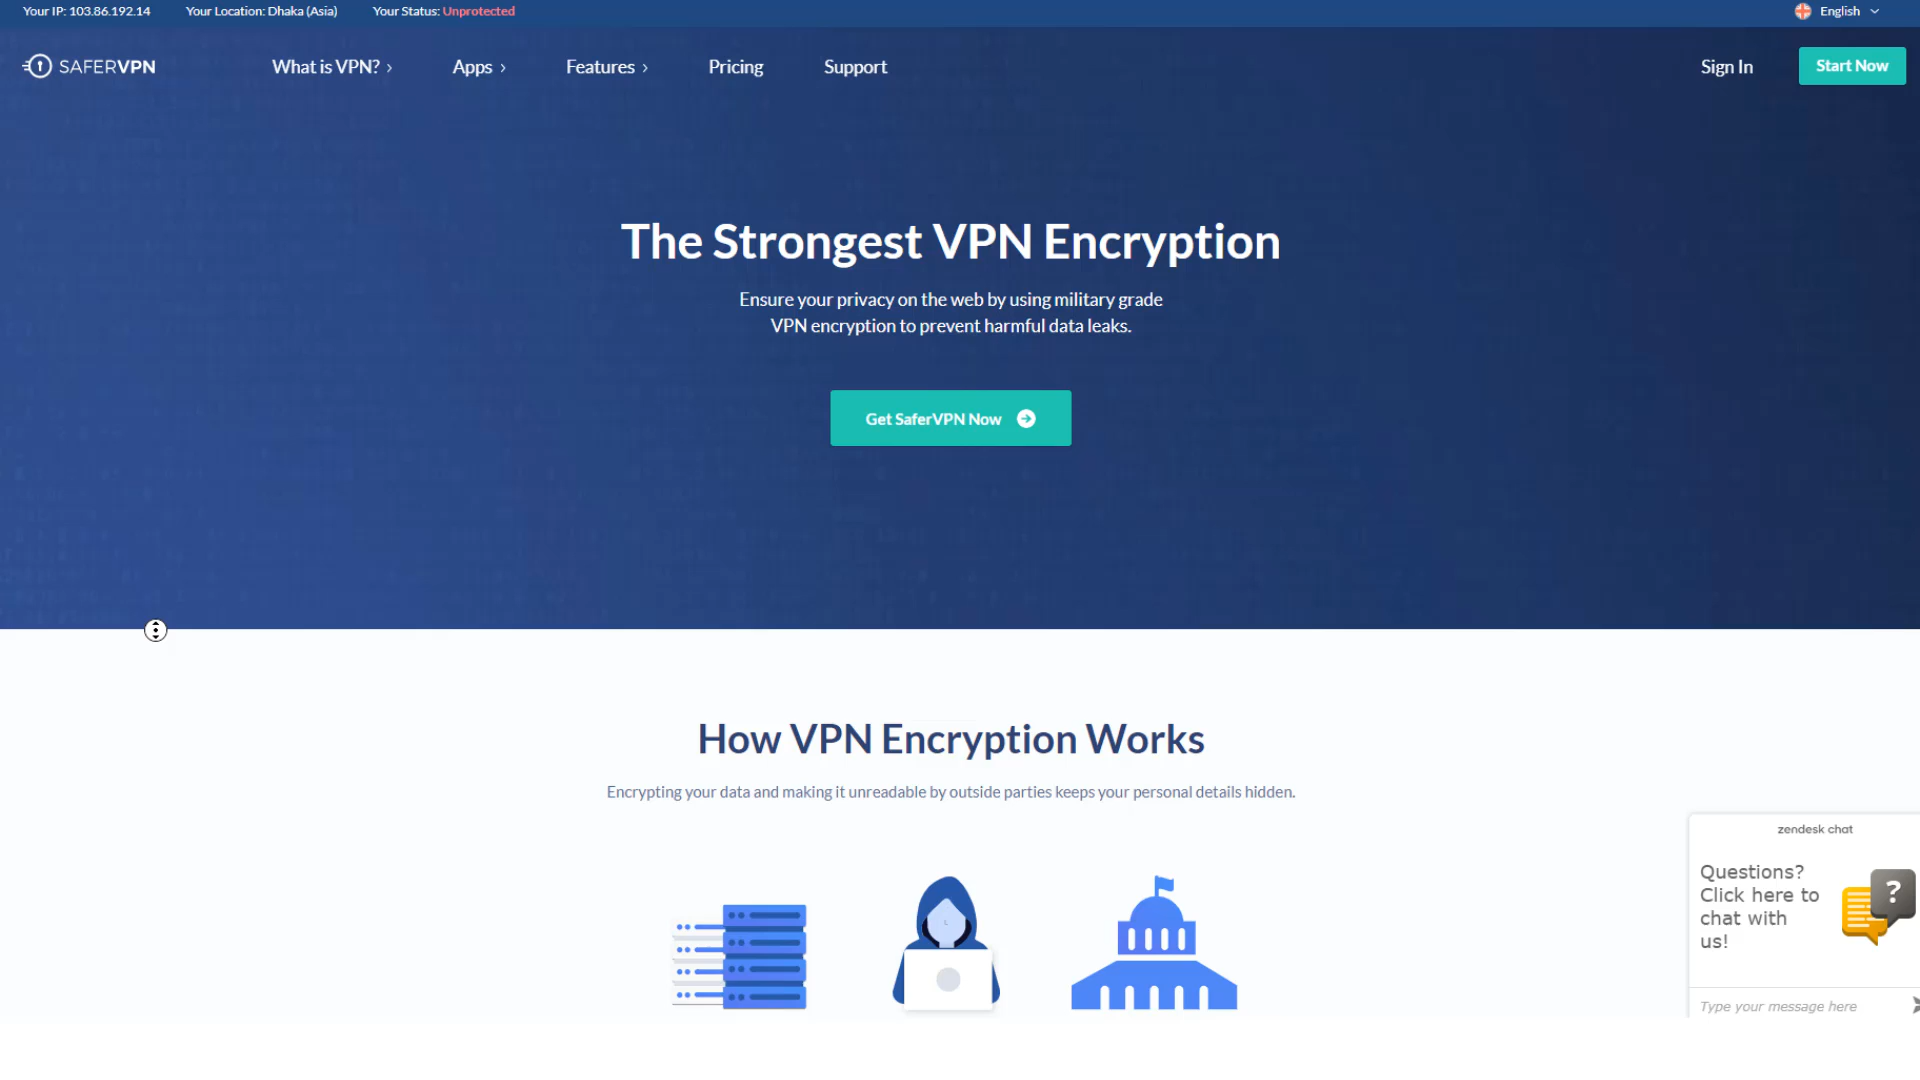 Your IP: 103.86.192.14 Your Location: Dhaka (Asia) Your Status: Unprotected English
SAFERVPN What is VPN? Apps Features Pricing Support Sign In Start Now
The Strongest VPN Encryption
Ensure your privacy on the web by using military grade
VPN encryption to prevent harmful data leaks.
Get SaferVPN Now
How VPN Encryption Works
Encrypting your data and making it unreadable by outside parties keeps your personal details hidden.
zendesk chat
Questions?
Click here to
chat with
us!
?
Type your message here